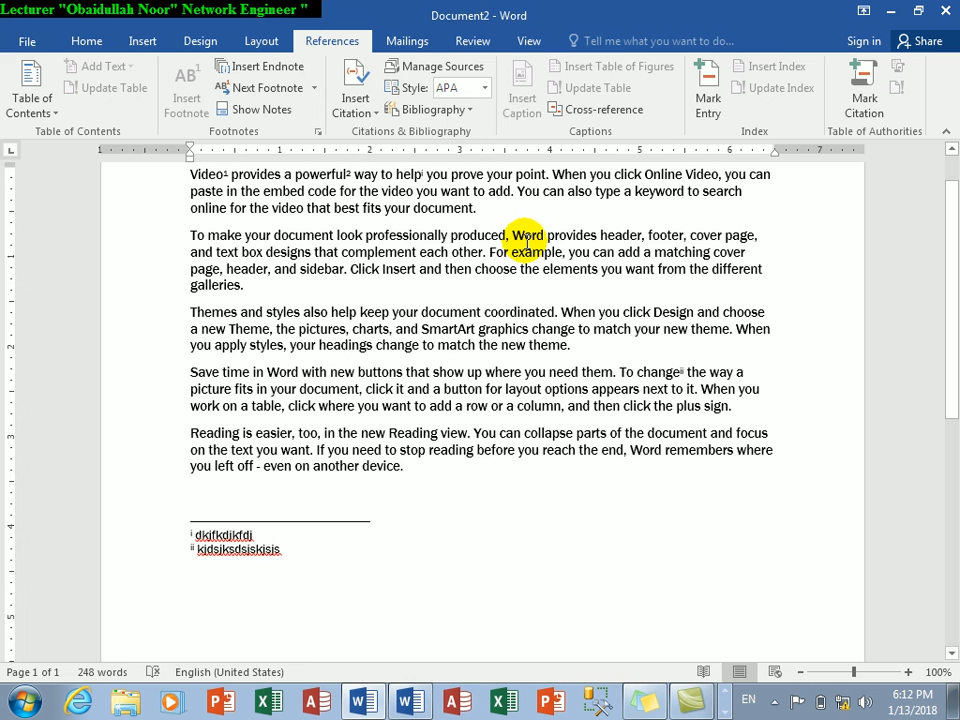 Lecturer "Obaidullah Noor" Network Engineer "
Document2 - Word
File Home Insert Design Layout References Mailings Review View Tell me what you want to do... Sign in Share
Table of Contents
Add Text
Update Table
Table of Contents
AB¹
Insert Footnote
Insert Endnote
Next Footnote
Show Notes
Footnotes
Insert Citation
Manage Sources
Style: APA
Bibliography
Citations & Bibliography
Insert Caption
Insert Table of Figures
Update Table
Cross-reference
Captions
Mark Entry
Insert Index
Update Index
Index
Mark Citation
Table of Authorities
1 1 2 3 4 5 6 7
Video¹ provides a powerful² way to helpⁱ you prove your point. When you click Online Video, you can
paste in the embed code for the video you want to add. You can also type a keyword to search
online for the video that best fits your document.
To make your document look professionally produced, Word provides header, footer, cover page,
and text box designs that complement each other. For example, you can add a matching cover
page, header, and sidebar. Click Insert and then choose the elements you want from the different
galleries.
Themes and styles also help keep your document coordinated. When you click Design and choose
a new Theme, the pictures, charts, and SmartArt graphics change to match your new theme. When
you apply styles, your headings change to match the new theme.
Save time in Word with new buttons that show up where you need them. To changeⁱⁱ the way a
picture fits in your document, click it and a button for layout options appears next to it. When you
work on a table, click where you want to add a row or a column, and then click the plus sign.
Reading is easier, too, in the new Reading view. You can collapse parts of the document and focus
on the text you want. If you need to stop reading before you reach the end, Word remembers where
you left off - even on another device.
ⁱ dkjfkdjkfdj
ⁱⁱ kjdsjksdsjskjsjs
Page 1 of 1 248 words English (United States) 100%
EN 6:12 PM
1/13/2018